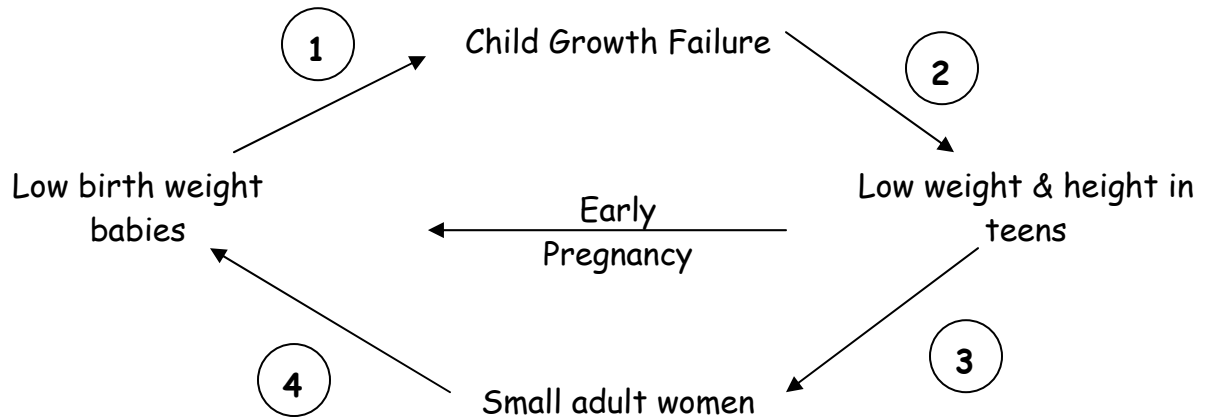 1
Child Growth Failure
2
Low birth weight
babies
Early
Pregnancy
Low weight & height in
teens
4
Small adult women
3